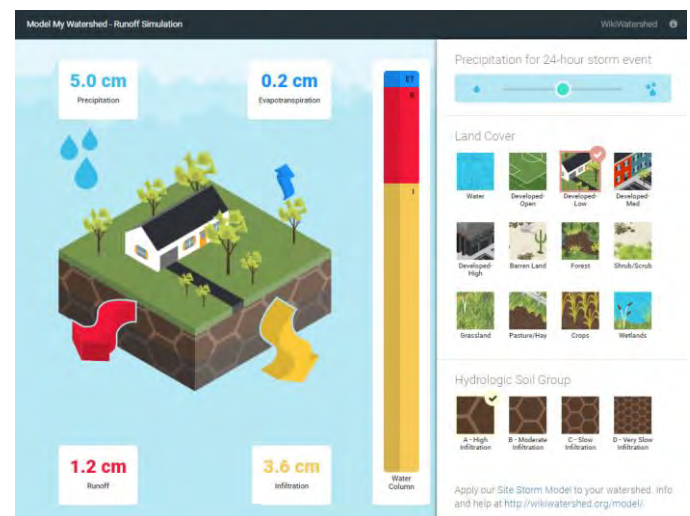 Model My Watershed - Runoff Simulation
WikiWatershed
5.0 cm
Precipitation
0.2 cm
Evapotranspiration
ET
R
I
1.2 cm
Runoff
3.6 cm
Infiltration
Water
Column
Precipitation for 24-hour storm event
Land Cover
Water
Developed-
Open
Developed-
Low
Developed-
Med
Developed-
High
Barren Land
Forest
Shrub/Scrub
Grassland
Pasture/Hay
Crops
Wetlands
Hydrologic Soil Group
A - High
Infiltration
B - Moderate
Infiltration
C - Slow
Infiltration
D - Very Slow
Infiltration
Apply our Site Storm Model to your watershed. Info
and help at http://wikiwatershed.org/model/.